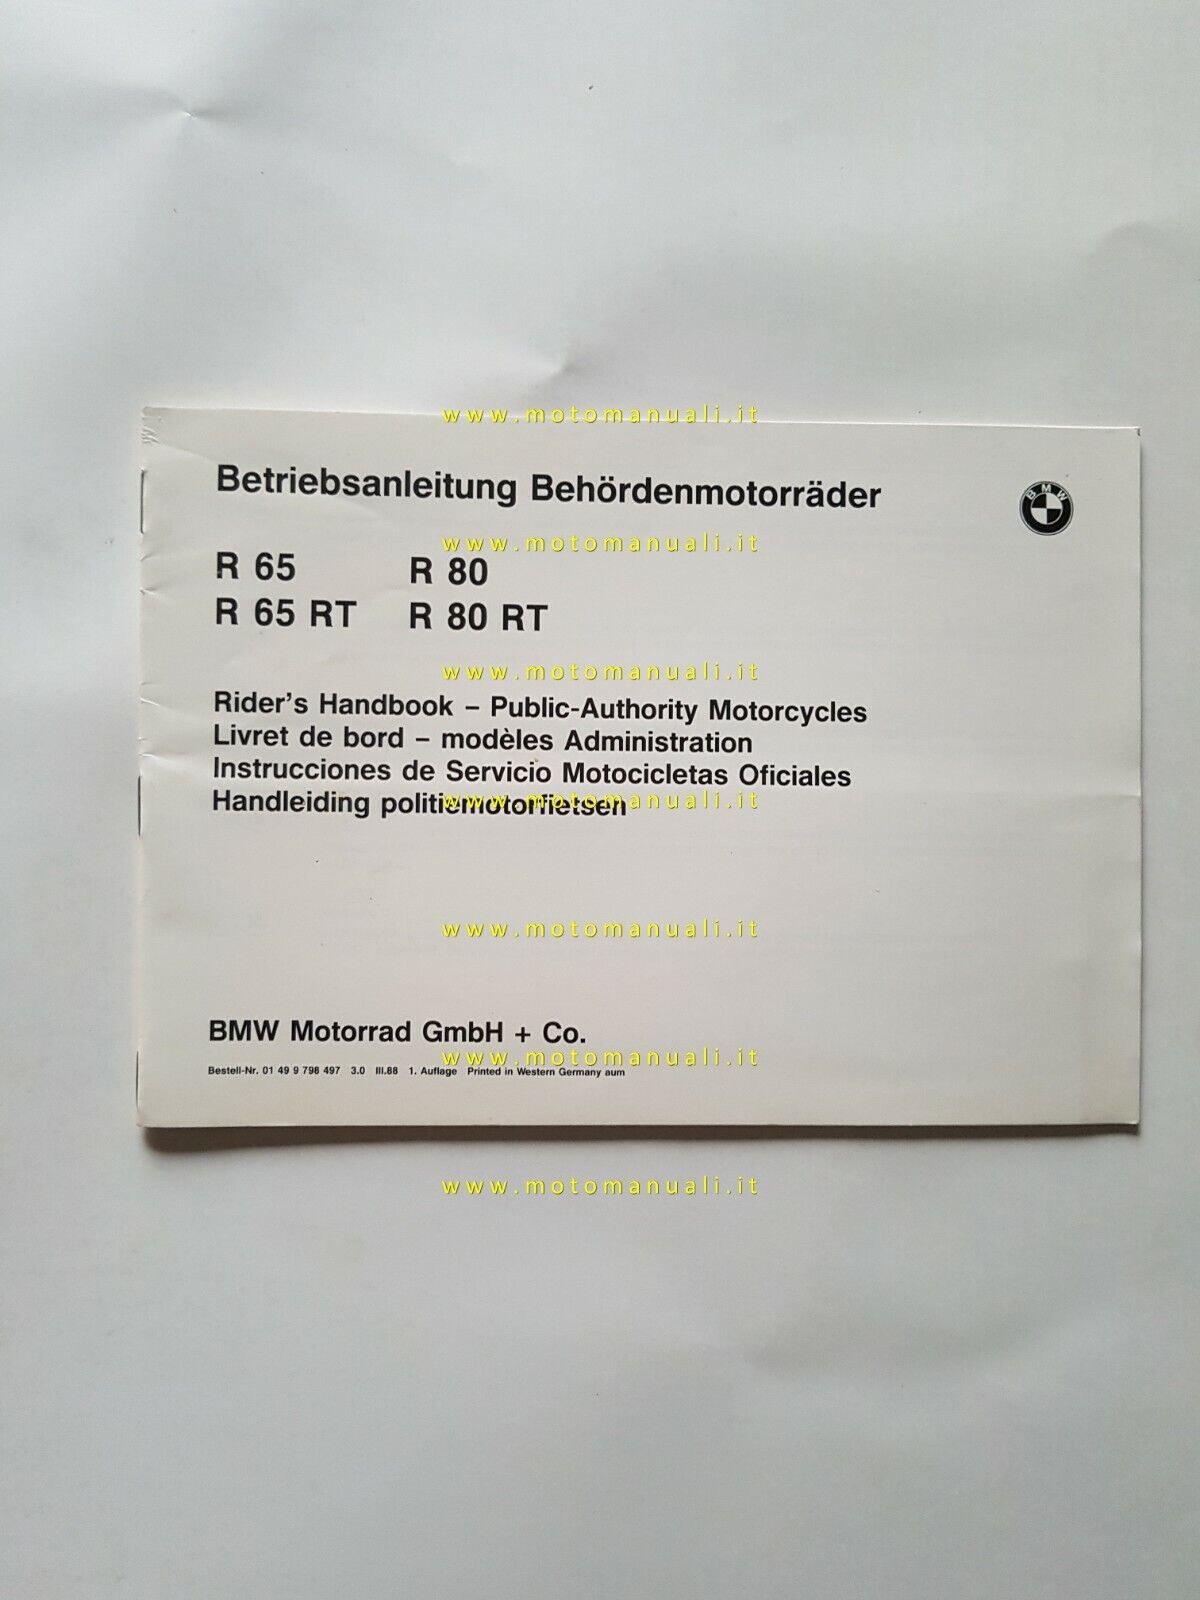 www.motomanuali.it
Betriebsanleitung Behördenmotorräder
BMW
www.motomanuali.it
R 65 R 80
R 65 RT R 80 RT
www.motomanuali.it
Rider's Handbook – Public-Authority Motorcycles
Livret de bord – modèles Administration
Instrucciones de Servicio Motocicletas Oficiales
Handleiding politiemotorfietsen
www.motomanuali.it
www.motomanuali.it
BMW Motorrad GmbH + Co.
www.motomanuali.it
Bestell-Nr. 01 49 9 798 497 3.0 III.88 1. Auflage Printed in Western Germany aum
www.motomanuali.it